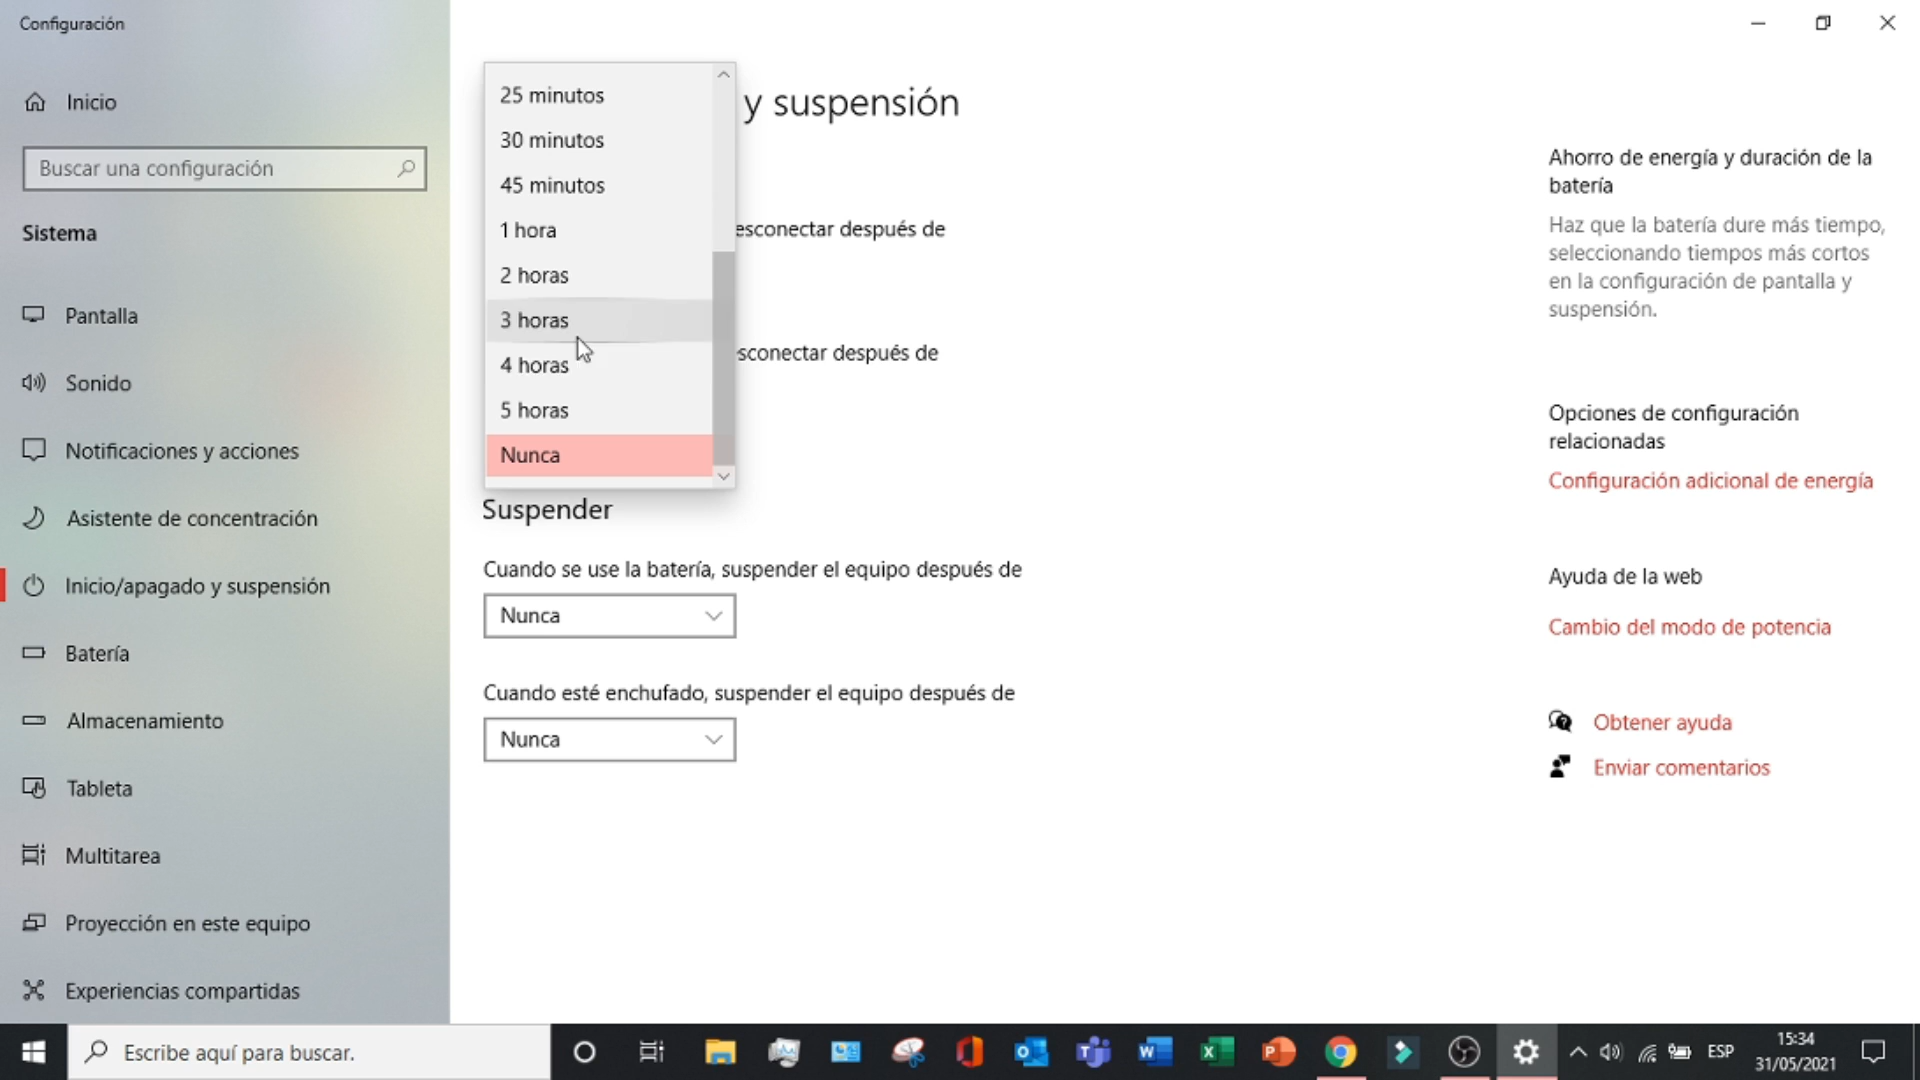 Configuración
Inicio
Buscar una configuración
Sistema
Pantalla
Sonido
Notificaciones y acciones
Asistente de concentración
Inicio/apagado y suspensión
Batería
Almacenamiento
Tableta
Multitarea
Proyección en este equipo
Experiencias compartidas
y suspensión
25 minutos
30 minutos
45 minutos
1 hora
2 horas
3 horas
4 horas
5 horas
Nunca
esconectar después de
sconectar después de
Suspender
Cuando se use la batería, suspender el equipo después de
Nunca
Cuando esté enchufado, suspender el equipo después de
Nunca
Ahorro de energía y duración de la
batería
Haz que la batería dure más tiempo,
seleccionando tiempos más cortos
en la configuración de pantalla y
suspensión.
Opciones de configuración
relacionadas
Configuración adicional de energía
Ayuda de la web
Cambio del modo de potencia
Obtener ayuda
Enviar comentarios
Escribe aquí para buscar.
ESP
15:34
31/05/2021